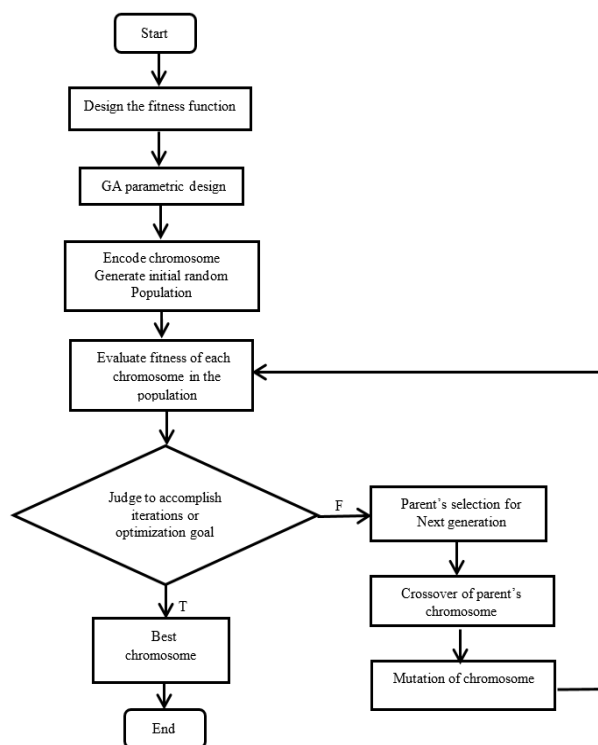 Start
Design the fitness function
GA parametric design
Encode chromosome
Generate initial random
Population
Evaluate fitness of each
chromosome in the
population
Judge to accomplish
iterations or
optimization goal
F
Parent's selection for
Next generation
Crossover of parent's
chromosome
Mutation of chromosome
T
Best
chromosome
End